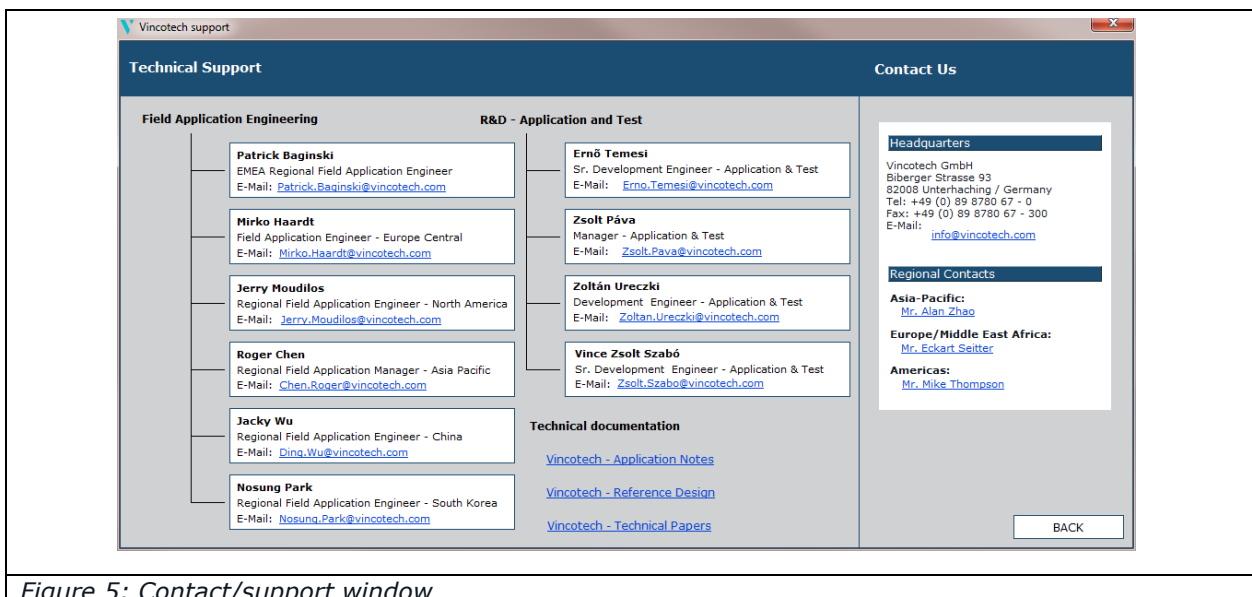 Vincotech support
x
Technical Support
Contact Us
Field Application Engineering
Patrick Baginski
EMEA Regional Field Application Engineer
E-Mail: Patrick.Baginski@vincotech.com
Mirko Haardt
Field Application Engineer - Europe Central
E-Mail: Mirko.Haardt@vincotech.com
Jerry Moudilos
Regional Field Application Engineer - North America
E-Mail: Jerry.Moudilos@vincotech.com
Roger Chen
Regional Field Application Manager - Asia Pacific
E-Mail: Chen.Roger@vincotech.com
Jacky Wu
Regional Field Application Engineer - China
E-Mail: Ding.Wu@vincotech.com
Nosung Park
Regional Field Application Engineer - South Korea
E-Mail: Nosung.Park@vincotech.com
R&D - Application and Test
Ernő Temesi
Sr. Development Engineer - Application & Test
E-Mail: Erno.Temesi@vincotech.com
Zsolt Páva
Manager - Application & Test
E-Mail: Zsolt.Pava@vincotech.com
Zoltán Ureczki
Development Engineer - Application & Test
E-Mail: Zoltan.Ureczki@vincotech.com
Vince Zsolt Szabó
Sr. Development Engineer - Application & Test
E-Mail: Zsolt.Szabo@vincotech.com
Technical documentation
Vincotech - Application Notes
Vincotech - Reference Design
Vincotech - Technical Papers
Headquarters
Vincotech GmbH
Biberger Strasse 93
82008 Unterhaching / Germany
Tel: +49 (0) 89 8780 67 - 0
Fax: +49 (0) 89 8780 67 - 300
E-Mail:
info@vincotech.com
Regional Contacts
Asia-Pacific:
Mr. Alan Zhao
Europe/Middle East Africa:
Mr. Eckart Seitter
Americas:
Mr. Mike Thompson
BACK
Figure 5: Contact/support window